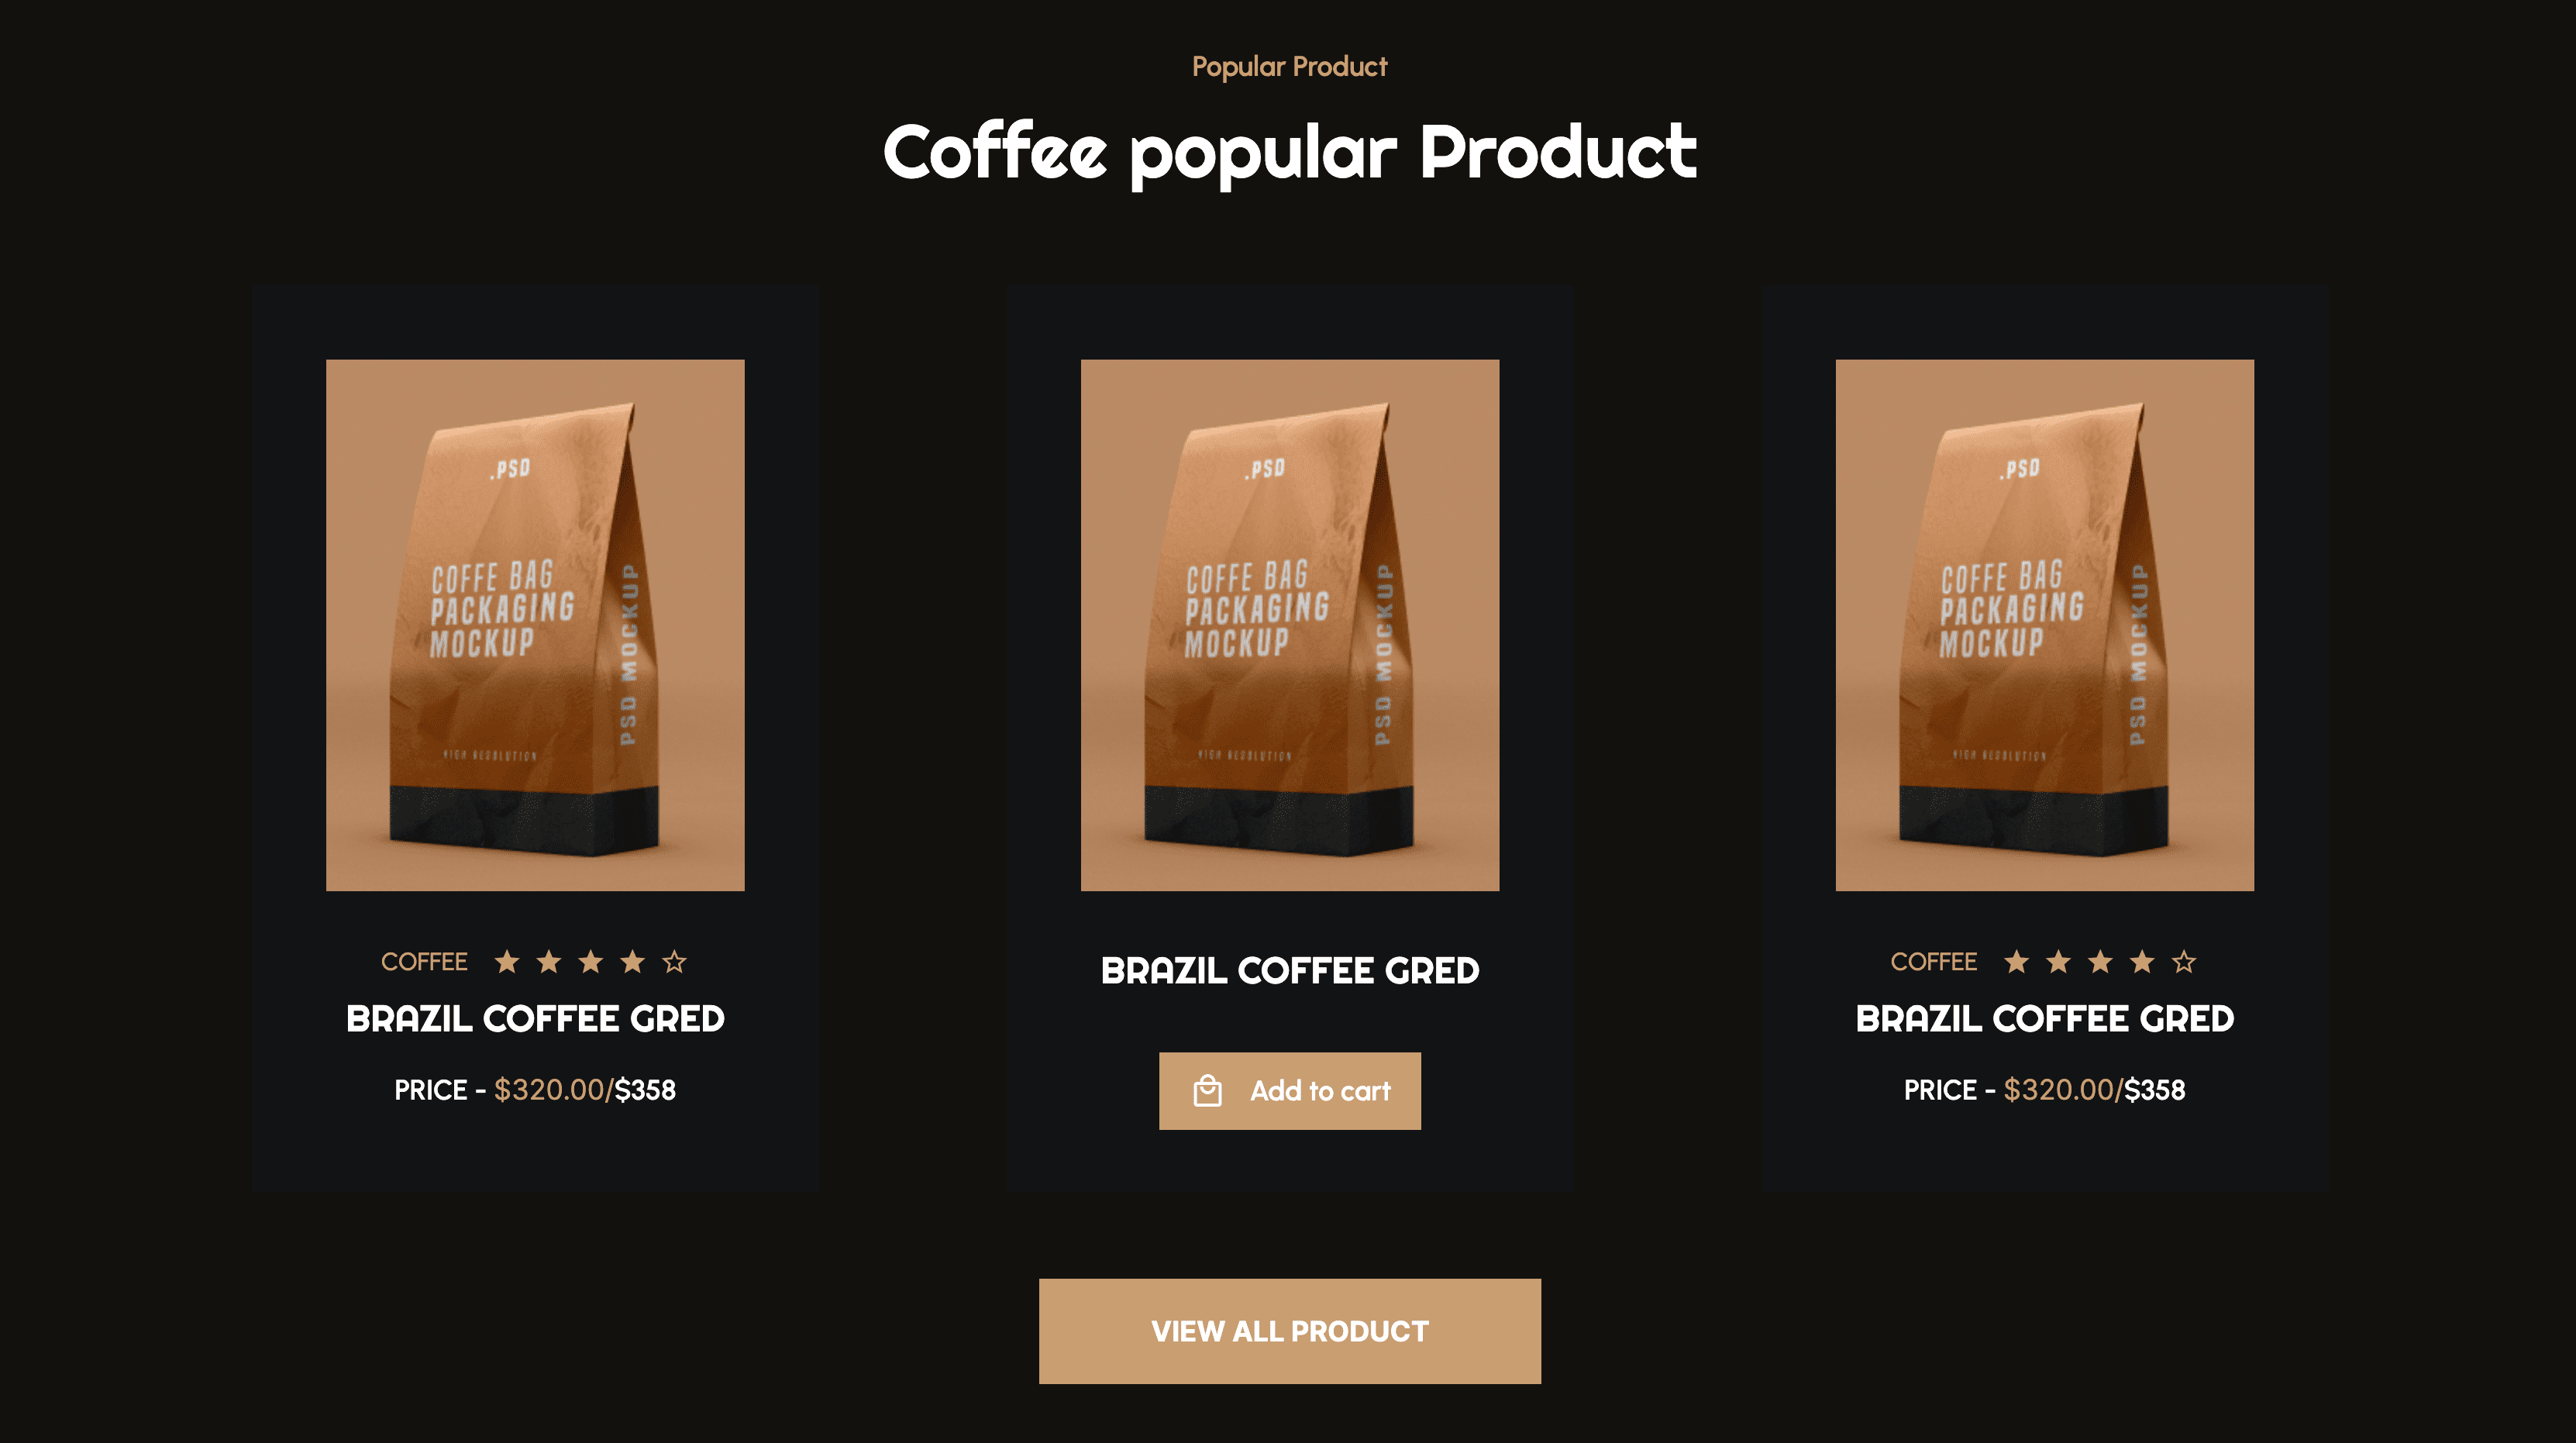 Popular Product
Coffee popular Product
.PSD
COFFE BAG
PACKAGING
MOCKUP
PSD MOCKUP
HIGH RESOLUTION
COFFEE
BRAZIL COFFEE GRED
PRICE - $320.00/$358
.PSD
COFFE BAG
PACKAGING
MOCKUP
PSD MOCKUP
HIGH RESOLUTION
BRAZIL COFFEE GRED
Add to cart
.PSD
COFFE BAG
PACKAGING
MOCKUP
PSD MOCKUP
HIGH RESOLUTION
COFFEE
BRAZIL COFFEE GRED
PRICE - $320.00/$358
VIEW ALL PRODUCT